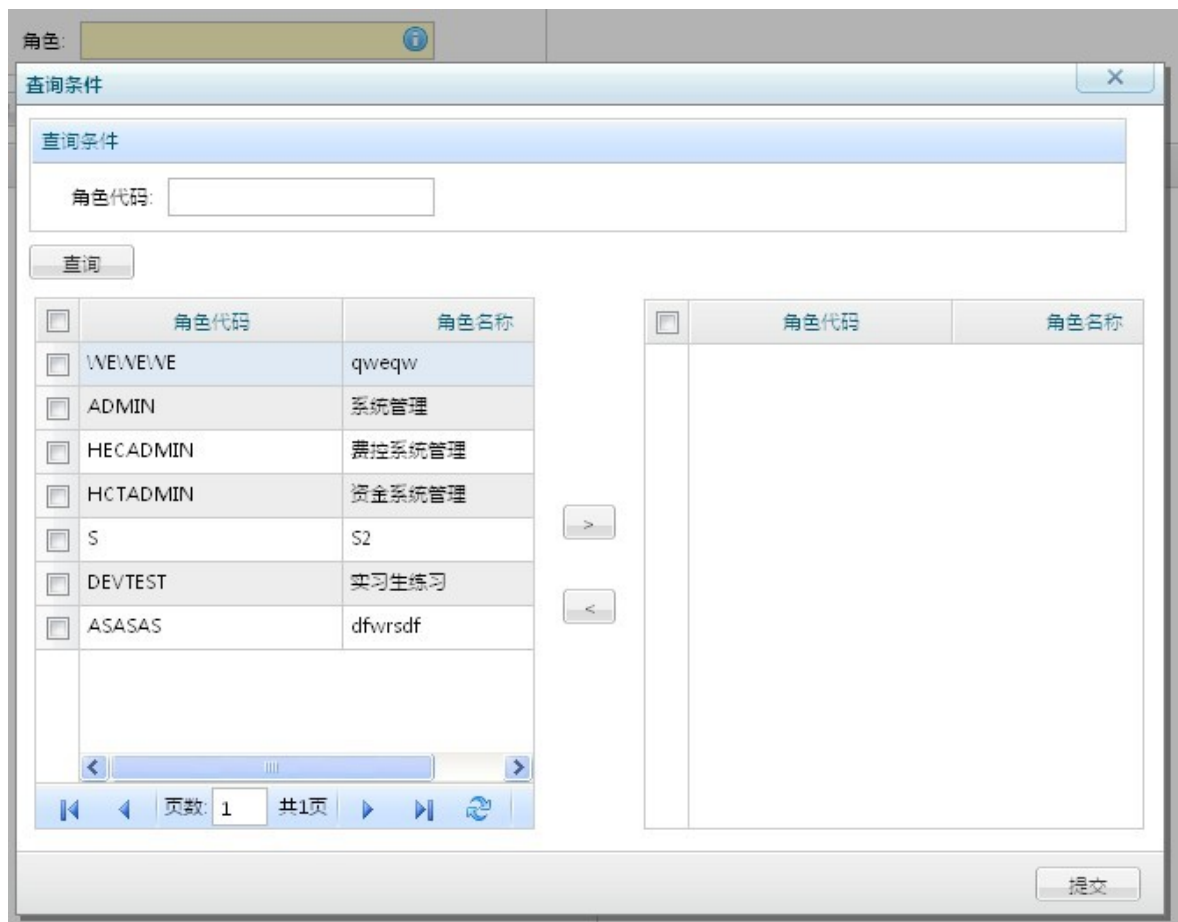 角色:
查询条件
查询条件
角色代码:
查询
角色代码 角色名称
WEWEWE qweqw
ADMIN 系统管理
HECADMIN 费控系统管理
HCTADMIN 资金系统管理
S S2
DEVTEST 实习生练习
ASASAS dfwrsdf
页数: 1 共1页
>
<
角色代码 角色名称
提交